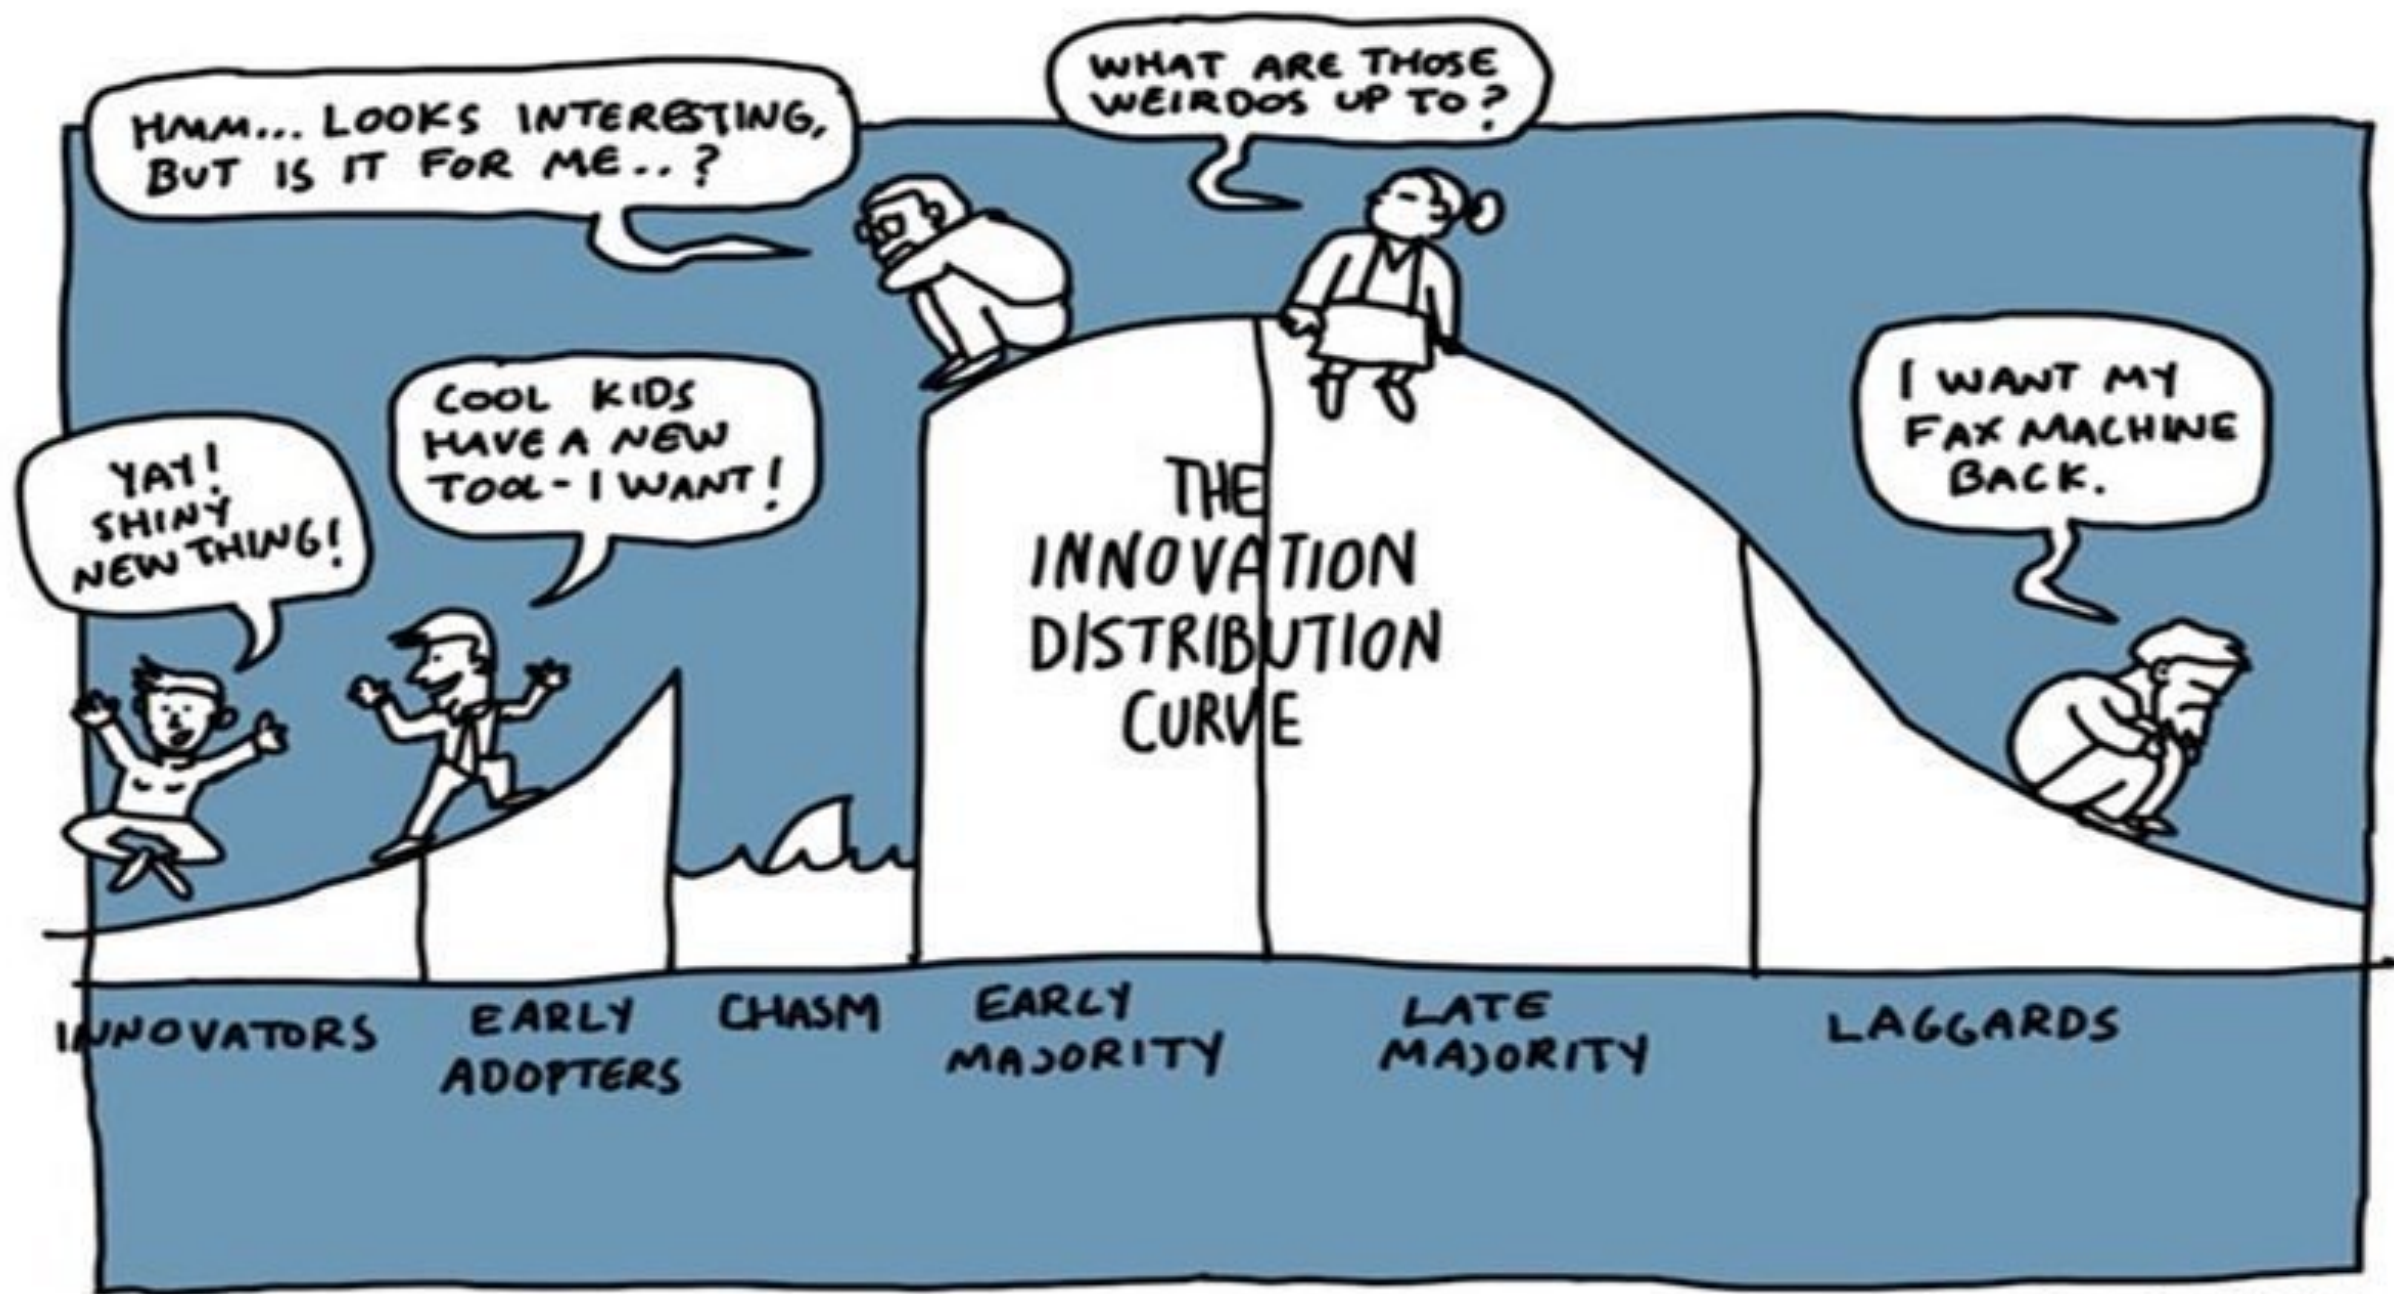 HMM... LOOKS INTERESTING,
BUT IS IT FOR ME..?
WHAT ARE THOSE
WEIRDOS UP TO?
YAY!
SHINY
NEW THING!
COOL KIDS
HAVE A NEW
TOOL - I WANT!
I WANT MY
FAX MACHINE
BACK.
THE
INNOVATION
DISTRIBUTION
CURVE
INNOVATORS
EARLY
ADOPTERS
CHASM
EARLY
MAJORITY
LATE
MAJORITY
LAGGARDS